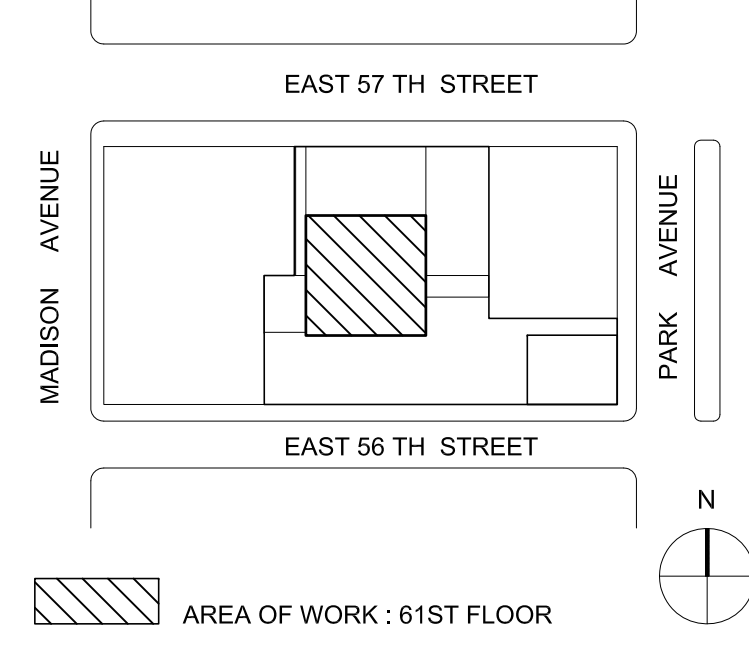 EAST 57 TH STREET
MADISON AVENUE
PARK AVENUE
EAST 56 TH STREET
N
AREA OF WORK : 61ST FLOOR